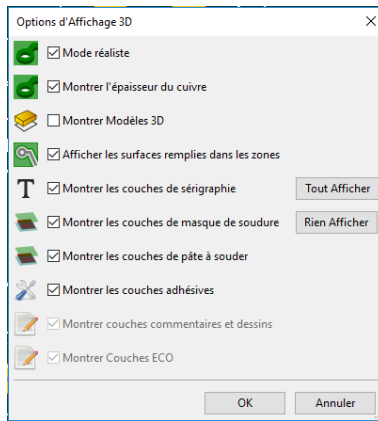 Options d'Affichage 3D
Mode réaliste
Montrer l'épaisseur du cuivre
Montrer Modèles 3D
Afficher les surfaces remplies dans les zones
Montrer les couches de sérigraphie
Tout Afficher
Montrer les couches de masque de soudure
Rien Afficher
Montrer les couches de pâte à souder
Montrer les couches adhésives
Montrer couches commentaires et dessins
Montrer Couches ECO
OK
Annuler